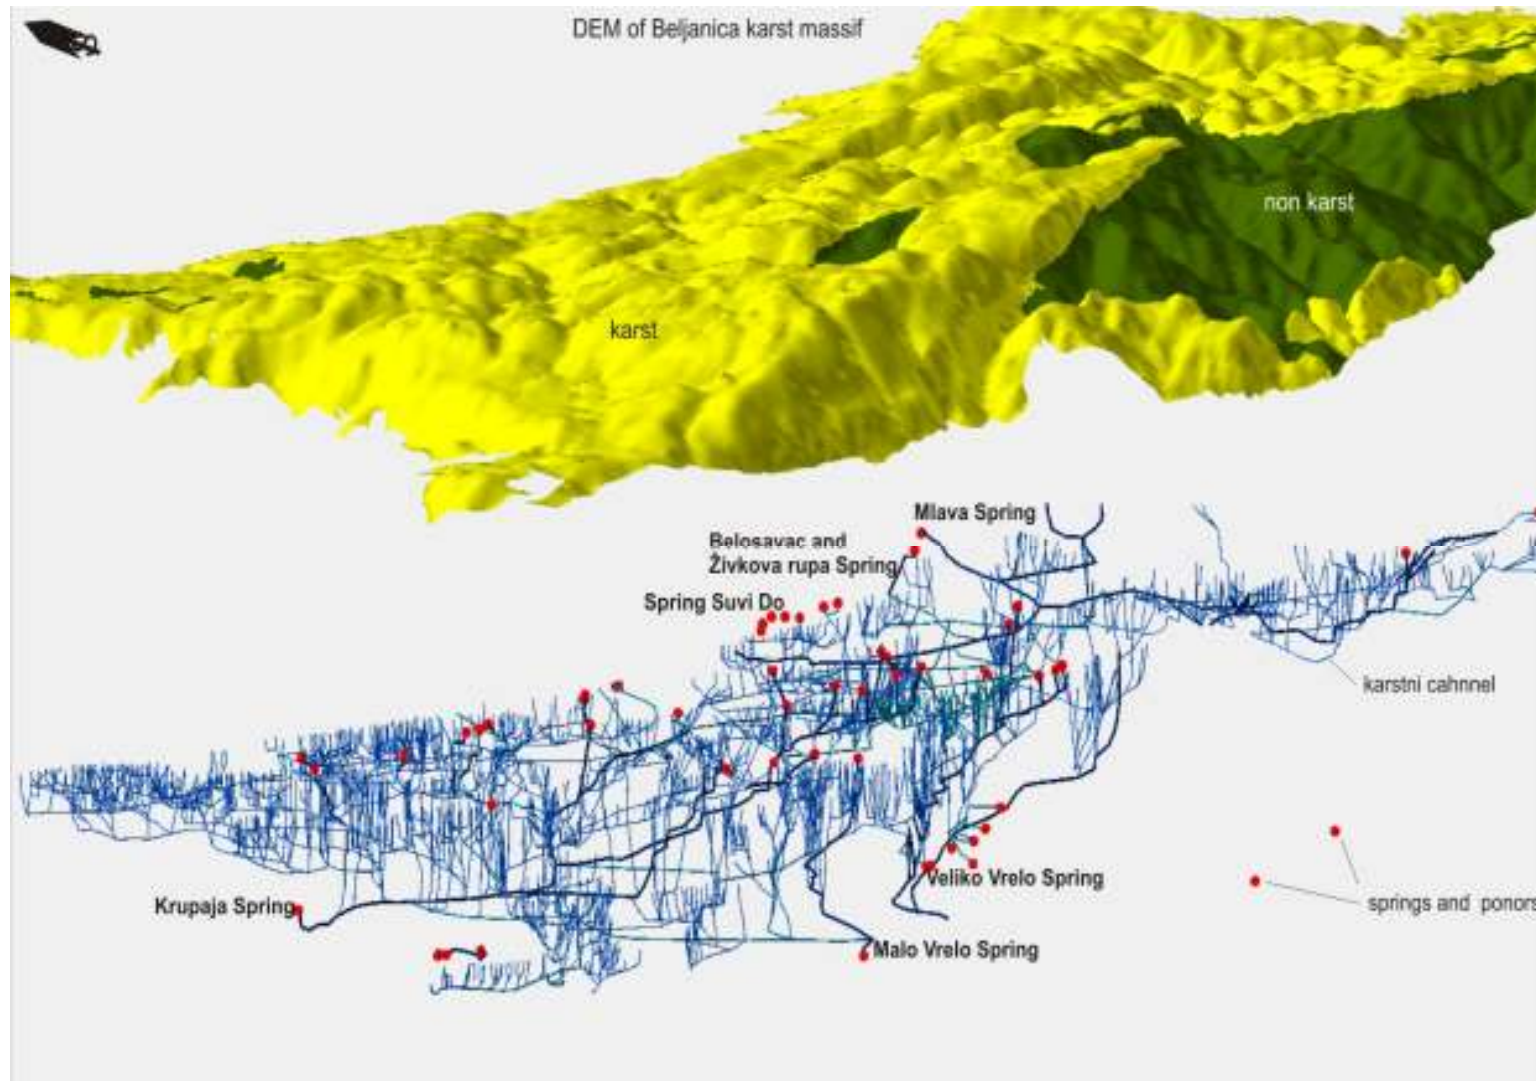 DEM of Beljanica karst massif
non karst
karst
Mlava Spring
Belosavac and
Živkova rupa Spring
Spring Suvi Do
karstni cahnnel
Veliko Vrelo Spring
Krupaja Spring
springs and ponors
Malo Vrelo Spring